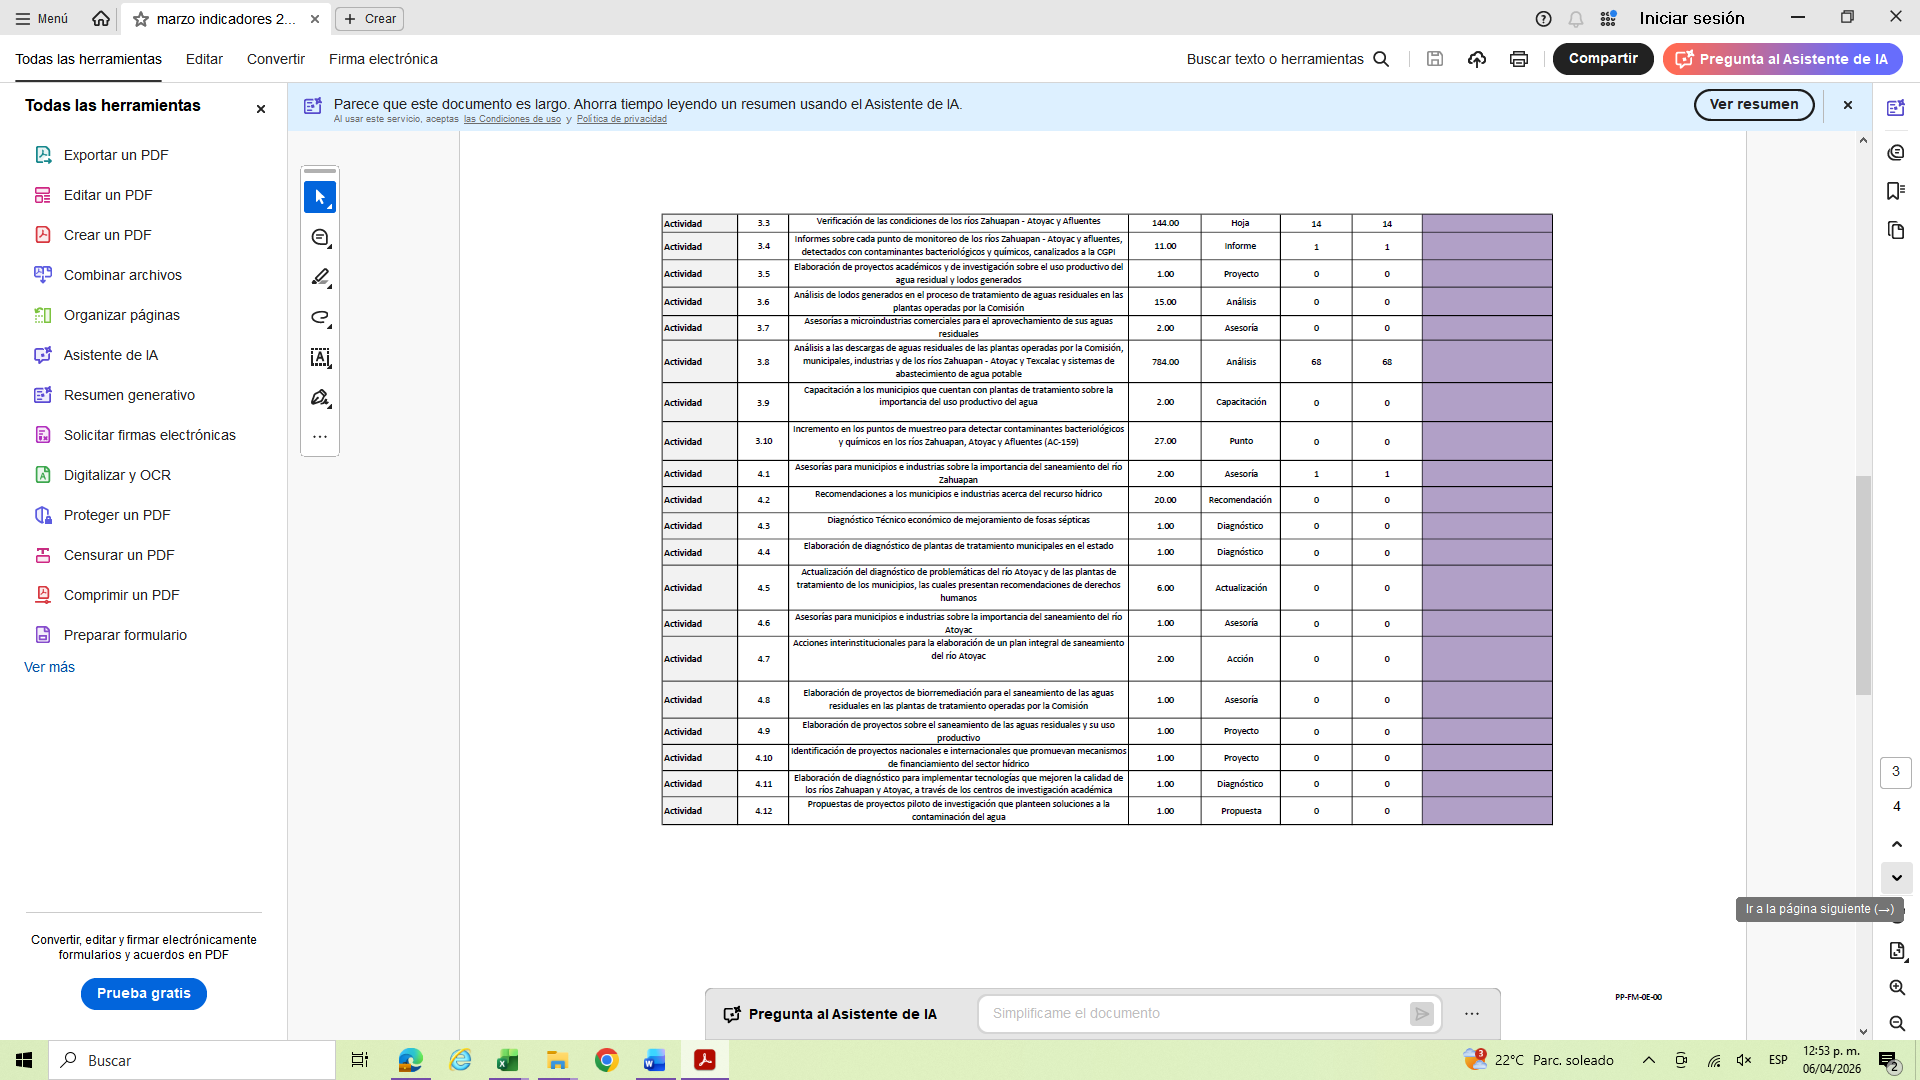 Menú
marzo indicadores 2...
Crear
Iniciar sesión
Todas las herramientas
Editar
Convertir
Firma electrónica
Buscar texto o herramientas
Compartir
Pregunta al Asistente de IA
Todas las herramientas
Parece que este documento es largo. Ahorra tiempo leyendo un resumen usando el Asistente de IA.
Al usar este servicio, aceptas las Condiciones de uso y Política de privacidad
Ver resumen
Exportar un PDF
Editar un PDF
Crear un PDF
Combinar archivos
Organizar páginas
Asistente de IA
Resumen generativo
Solicitar firmas electrónicas
Digitalizar y OCR
Proteger un PDF
Censurar un PDF
Comprimir un PDF
Preparar formulario
Ver más
Convertir, editar y firmar electrónicamente
formularios y acuerdos en PDF
Prueba gratis
Actividad 3.3 Verificación de las condiciones de los ríos Zahuapan - Atoyac y Afluentes 144.00 Hoja 14 14
Actividad 3.4 Informes sobre cada punto de monitoreo de los ríos Zahuapan - Atoyac y afluentes,
detectados con contaminantes bacteriológicos y químicos, canalizados a la CGPI 11.00 Informe 1 1
Actividad 3.5 Elaboración de proyectos académicos y de investigación sobre el uso productivo del
agua residual y lodos generados 1.00 Proyecto 0 0
Actividad 3.6 Análisis de lodos generados en el proceso de tratamiento de aguas residuales en las
plantas operadas por la Comisión 15.00 Análisis 0 0
Actividad 3.7 Asesorías a microindustrias comerciales para el aprovechamiento de sus aguas
residuales 2.00 Asesoría 0 0
Actividad 3.8 Análisis a las descargas de aguas residuales de las plantas operadas por la Comisión,
municipales, industrias y de los ríos Zahuapan - Atoyac y Texcalac y sistemas de
abastecimiento de agua potable 784.00 Análisis 68 68
Actividad 3.9 Capacitación a los municipios que cuentan con plantas de tratamiento sobre la
importancia del uso productivo del agua 2.00 Capacitación 0 0
Actividad 3.10 Incremento en los puntos de muestreo para detectar contaminantes bacteriológicos
y químicos en los ríos Zahuapan, Atoyac y Afluentes (AC-159) 27.00 Punto 0 0
Actividad 4.1 Asesorías para municipios e industrias sobre la importancia del saneamiento del río
Zahuapan 2.00 Asesoría 1 1
Actividad 4.2 Recomendaciones a los municipios e industrias acerca del recurso hídrico 20.00 Recomendación 0 0
Actividad 4.3 Diagnóstico Técnico económico de mejoramiento de fosas sépticas 1.00 Diagnóstico 0 0
Actividad 4.4 Elaboración de diagnóstico de plantas de tratamiento municipales en el estado 1.00 Diagnóstico 0 0
Actividad 4.5 Actualización del diagnóstico de problemáticas del río Atoyac y de las plantas de
tratamiento de los municipios, las cuales presentan recomendaciones de derechos
humanos 6.00 Actualización 0 0
Actividad 4.6 Asesorías para municipios e industrias sobre la importancia del saneamiento del río
Atoyac 1.00 Asesoría 0 0
Actividad 4.7 Acciones interinstitucionales para la elaboración de un plan integral de saneamiento
del río Atoyac 2.00 Acción 0 0
Actividad 4.8 Elaboración de proyectos de biorremediación para el saneamiento de las aguas
residuales en las plantas de tratamiento operadas por la Comisión 1.00 Asesoría 0 0
Actividad 4.9 Elaboración de proyectos sobre el saneamiento de las aguas residuales y su uso
productivo 1.00 Proyecto 0 0
Actividad 4.10 Identificación de proyectos nacionales e internacionales que promuevan mecanismos
de financiamiento del sector hídrico 1.00 Proyecto 0 0
Actividad 4.11 Elaboración de diagnóstico para implementar tecnologías que mejoren la calidad de
los ríos Zahuapan y Atoyac, a través de los centros de investigación académica 1.00 Diagnóstico 0 0
Actividad 4.12 Propuestas de proyectos piloto de investigación que planteen soluciones a la
contaminación del agua 1.00 Propuesta 0 0
3
4
Ir a la página siguiente (→)
PP-FM-0E-00
Pregunta al Asistente de IA
Simplifícame el documento
Buscar
3
22°C Parc. soleado
ESP
12:53 p. m.
06/04/2026
2